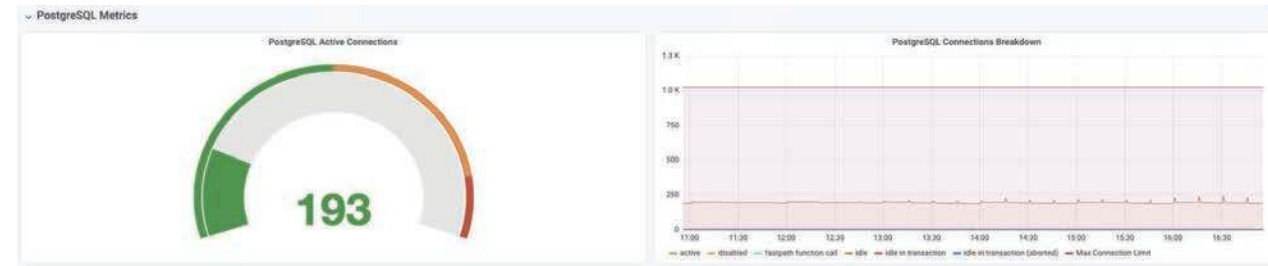 PostgreSQL Metrics
PostgreSQL Active Connections
193
PostgreSQL Connections Breakdown
1.3 K
1.0 K
750
500
250
0
11:00 11:30 12:00 12:30 13:00 13:30 14:00 14:30 15:00 15:30 16:00 16:30
active disabled fastpath function call idle idle in transaction idle in transaction (aborted) Max Connection Limit